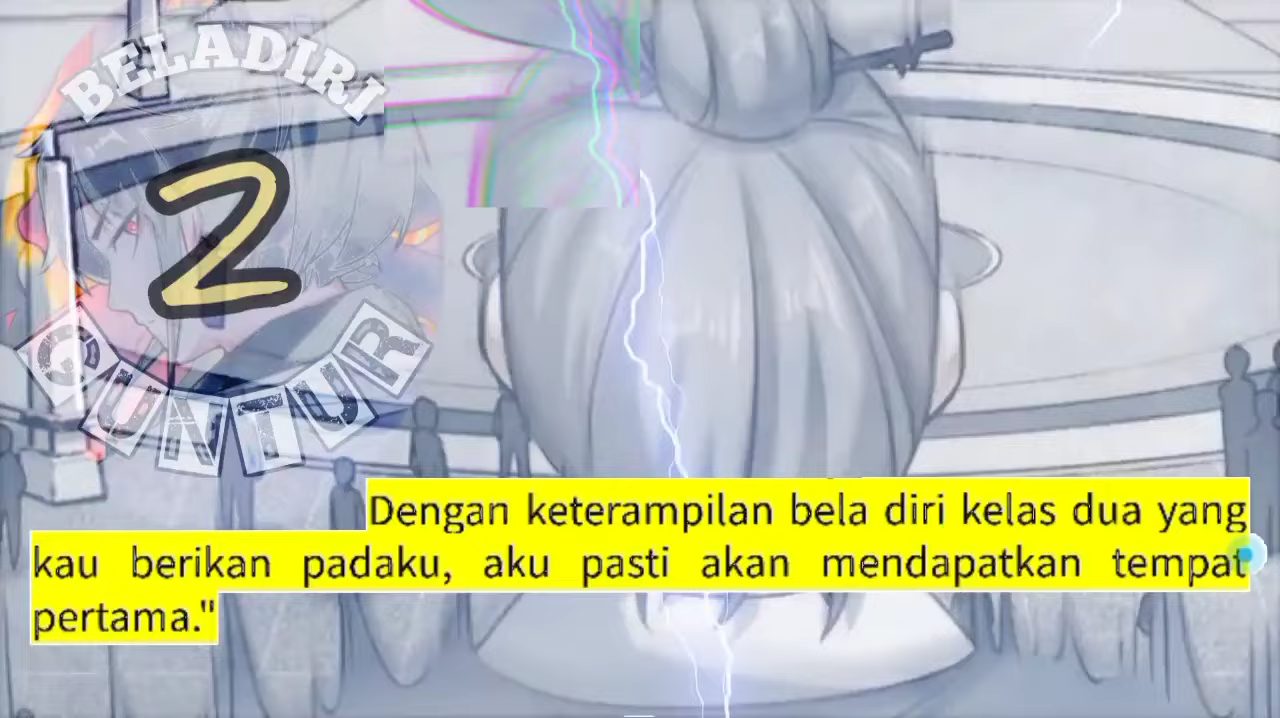 BELADIRI
2
GUNTUR
Dengan keterampilan bela diri kelas dua yang
kau berikan padaku, aku pasti akan mendapatkan tempat
pertama."